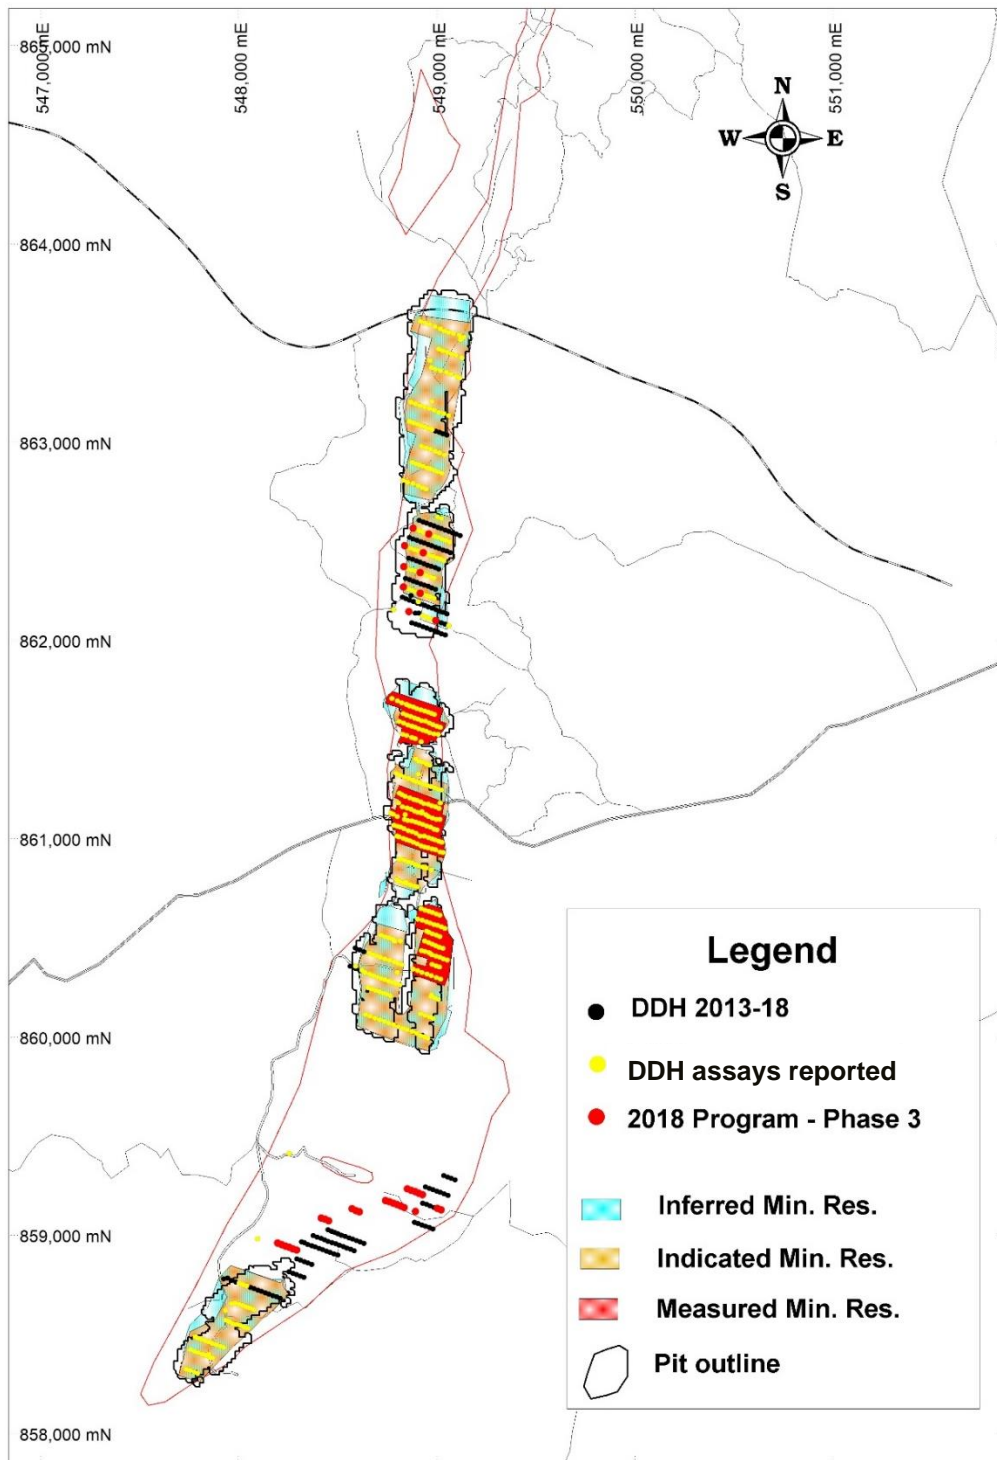 865,000 mN
547,000 mE
548,000 mE
549,000 mE
550,000 mE
551,000 mE
N
W
E
S
864,000 mN
863,000 mN
862,000 mN
861,000 mN
860,000 mN
859,000 mN
858,000 mN
Legend
DDH 2013-18
DDH assays reported
2018 Program - Phase 3
Inferred Min. Res.
Indicated Min. Res.
Measured Min. Res.
Pit outline